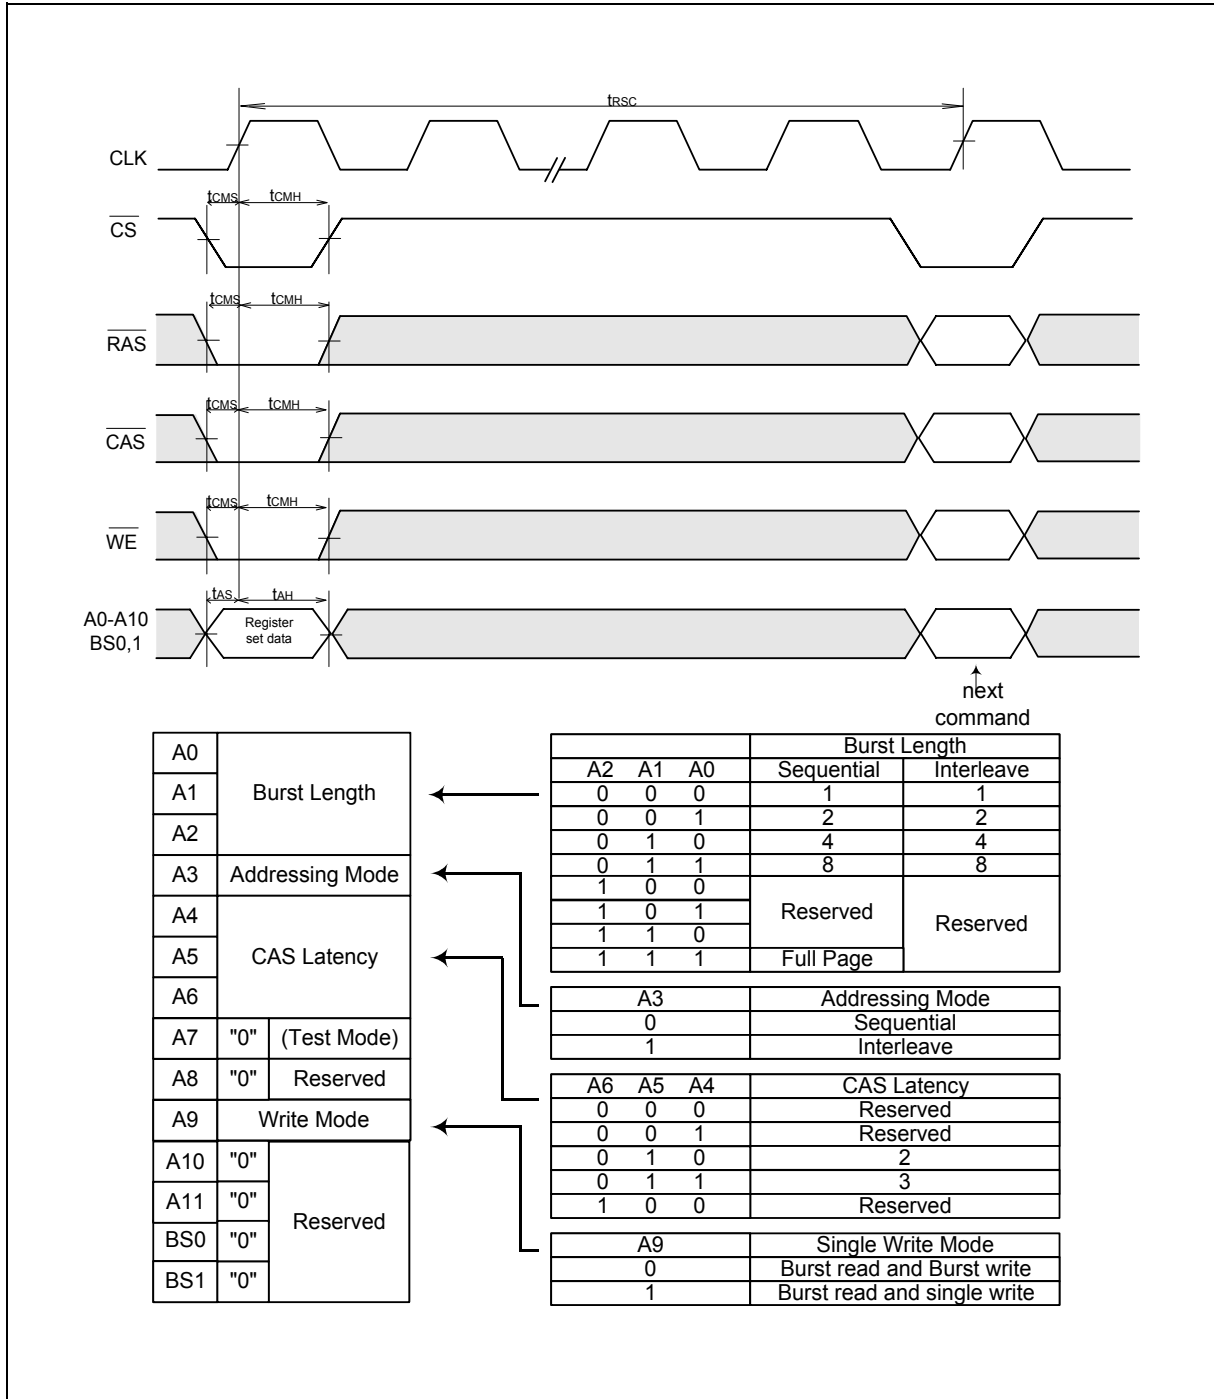 tRSC
CLK
tCMS tCMH
CS
tCMS tCMH
RAS
tCMS tCMH
CAS
tCMS tCMH
WE
tAS tAH
A0-A10
BS0,1
Register
set data
next
command
A0
A1 Burst Length
A2
A3 Addressing Mode
A4
A5 CAS Latency
A6
A7 "0" (Test Mode)
A8 "0" Reserved
A9 Write Mode
A10 "0"
A11 "0"
Reserved
BS0 "0"
BS1 "0"
Burst Length
A2 A1 A0 Sequential Interleave
0 0 0 1 1
0 0 1 2 2
0 1 0 4 4
0 1 1 8 8
1 0 0
1 0 1 Reserved
Reserved
1 1 0
1 1 1 Full Page
A3 Addressing Mode
0 Sequential
1 Interleave
A6 A5 A4 CAS Latency
0 0 0 Reserved
0 0 1 Reserved
0 1 0 2
0 1 1 3
1 0 0 Reserved
A9 Single Write Mode
0 Burst read and Burst write
1 Burst read and single write